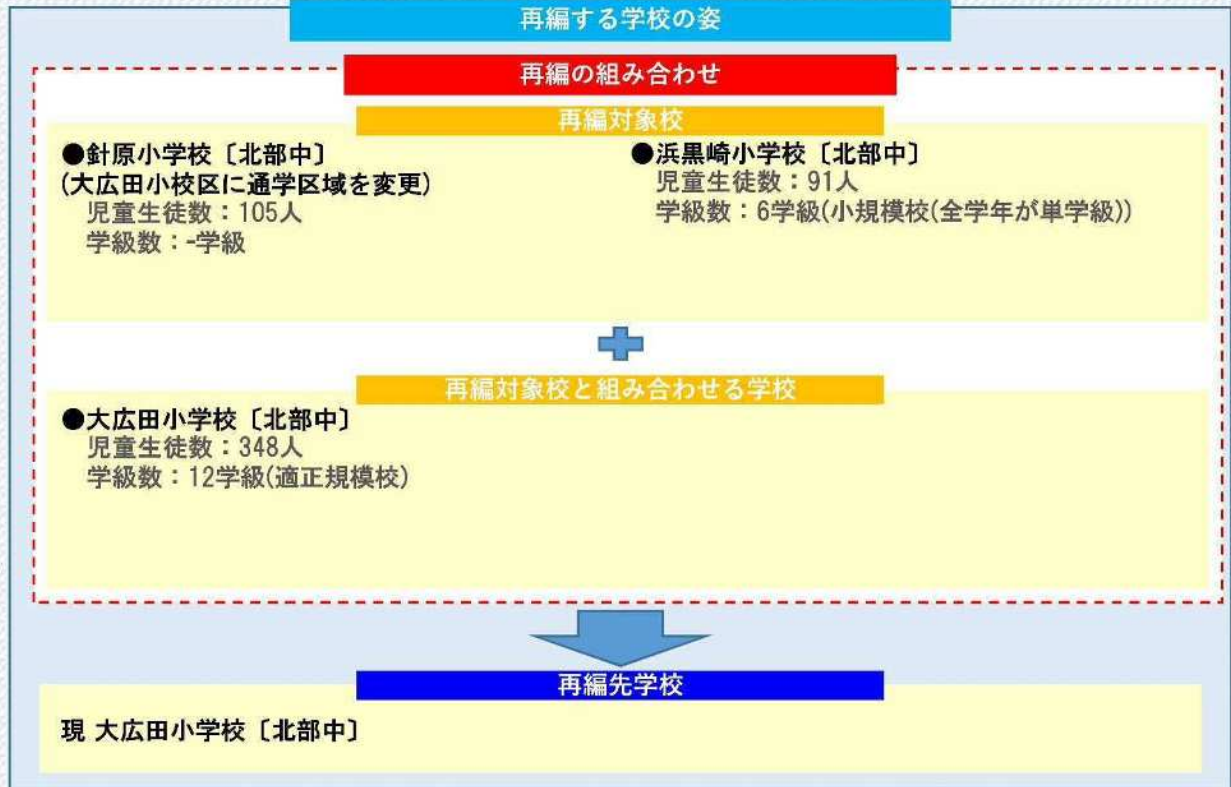 再編する学校の姿
再編の組み合わせ
再編対象校
●針原小学校〔北部中〕
(大広田小校区に通学区域を変更)
児童生徒数：105人
学級数：-学級
●浜黒崎小学校〔北部中〕
児童生徒数：91人
学級数：6学級(小規模校(全学年が単学級))
再編対象校と組み合わせる学校
●大広田小学校〔北部中〕
児童生徒数：348人
学級数：12学級(適正規模校)
再編先学校
現 大広田小学校〔北部中〕